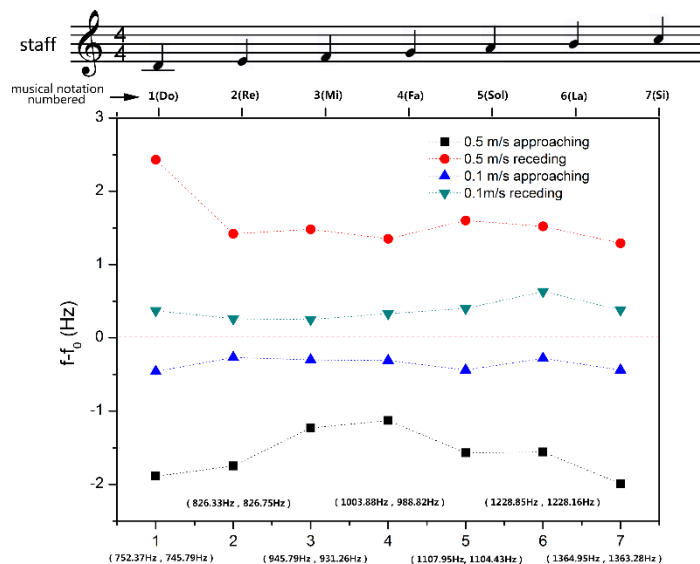 staff
4
4
musical notation
numbered
1(Do) 2(Re) 3(Mi) 4(Fa) 5(Sol) 6(La) 7(Si)
3
2
1
0
-1
-2
f-f0 (Hz)
0.5 m/s approaching
0.5 m/s receding
0.1 m/s approaching
0.1m/s receding
( 826.33Hz , 826.75Hz ) ( 1003.88Hz , 988.82Hz ) ( 1228.85Hz , 1228.16Hz )
1 2 3 4 5 6 7
( 752.37Hz , 745.79Hz ) ( 945.79Hz , 931.26Hz ) ( 1107.95Hz , 1104.43Hz ) ( 1364.95Hz , 1363.28Hz )